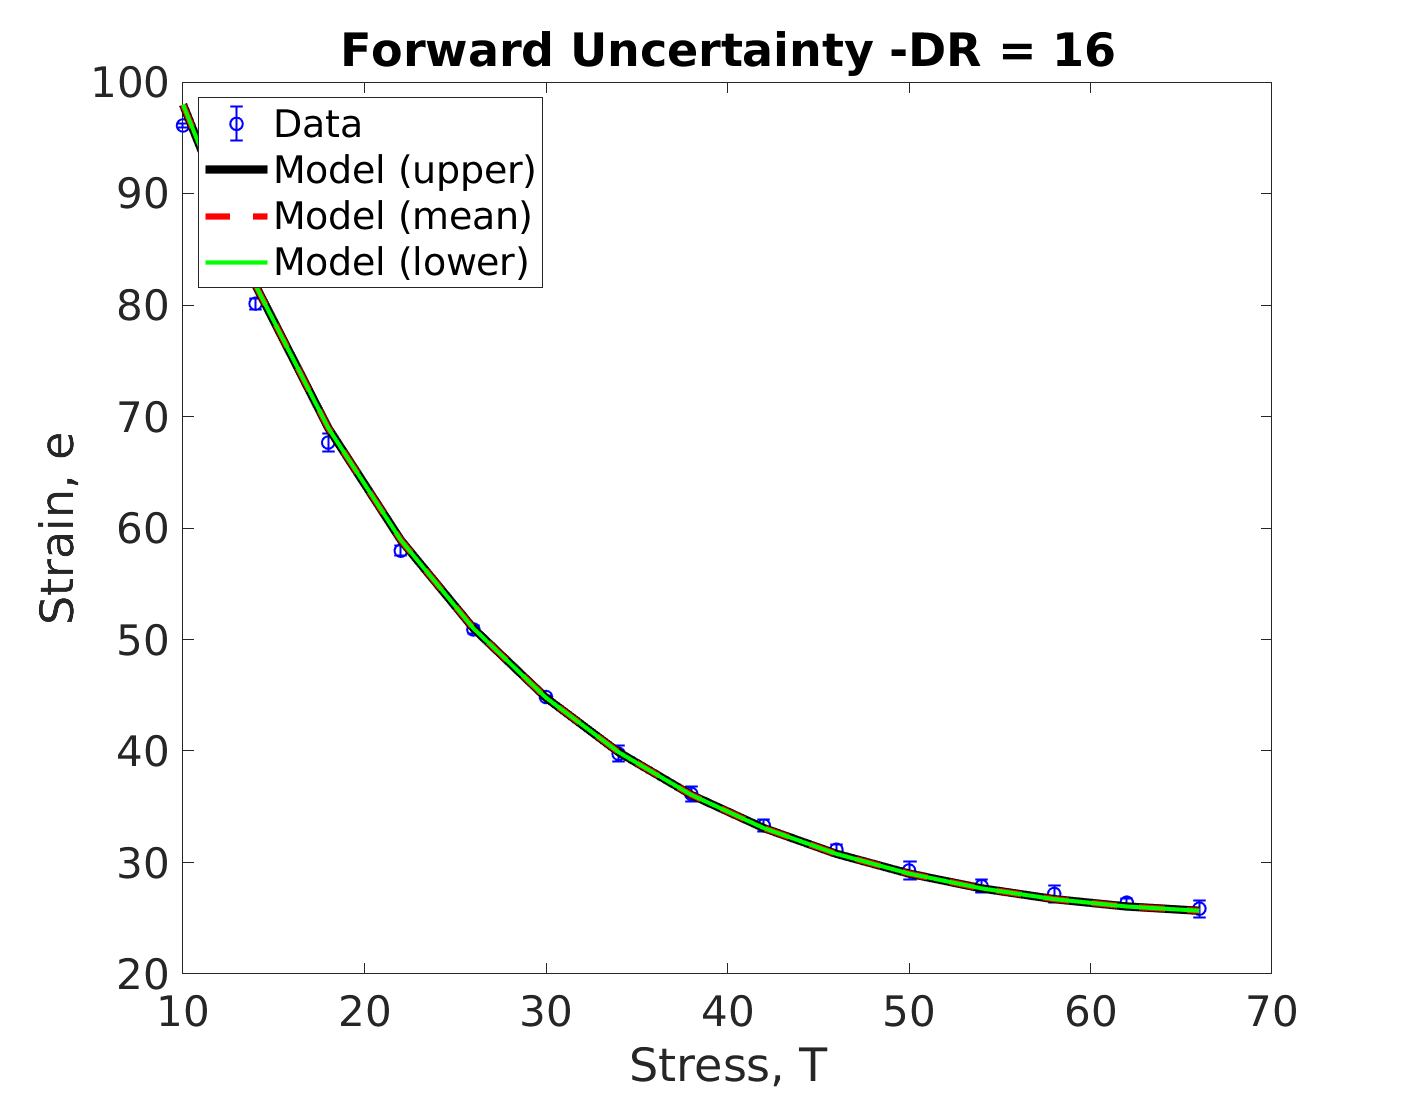 Forward Uncertainty -DR = 16
100
90
80
70
60
50
40
30
20
Data
Model (upper)
Model (mean)
Model (lower)
Strain, e
10 20 30 40 50 60 70
Stress, T